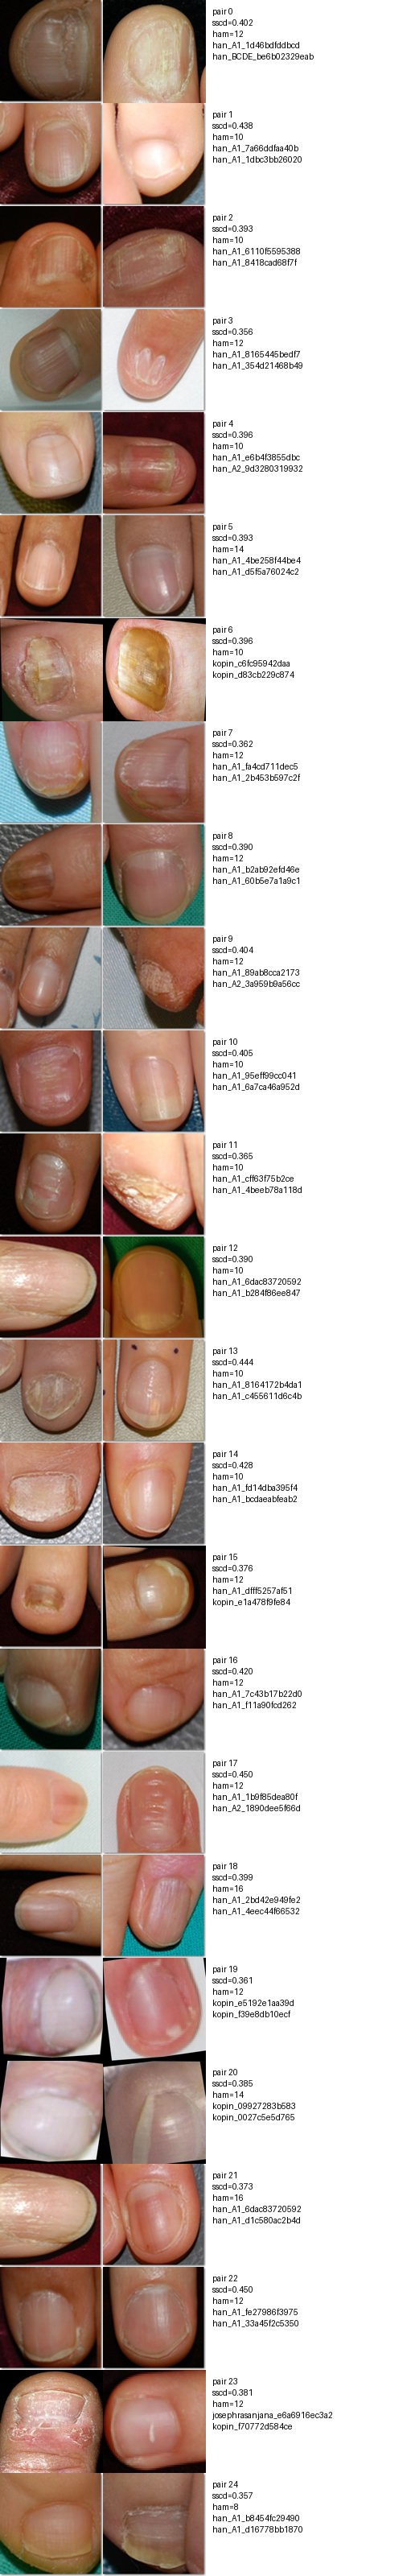 pair 0
sscd=0.402
ham=12
han_A1_1d46bdfddbcd
han_BCDE_be6b02329eab
pair 1
sscd=0.438
ham=10
han_A1_7a66ddfaa40b
han_A1_1dbc3bb26020
pair 2
sscd=0.393
ham=10
han_A1_6110f5595388
han_A1_8418cad68f7f
pair 3
sscd=0.356
ham=12
han_A1_8165445bedf7
han_A1_354d21468b49
pair 4
sscd=0.396
ham=10
han_A1_e6b4f3855dbc
han_A2_9d3280319932
pair 5
sscd=0.393
ham=14
han_A1_4be258f44be4
han_A1_d5f5a76024c2
pair 6
sscd=0.396
ham=10
kopin_c6fc95942daa
kopin_d83cb229c874
pair 7
sscd=0.362
ham=12
han_A1_fa4cd711dec5
han_A1_2b453b597c2f
pair 8
sscd=0.390
ham=12
han_A1_b2ab92efd46e
han_A1_60b5e7a1a9c1
pair 9
sscd=0.404
ham=12
han_A1_89ab8cca2173
han_A2_3a959b9a56cc
pair 10
sscd=0.405
ham=10
han_A1_95eff99cc041
han_A1_6a7ca46a952d
pair 11
sscd=0.365
ham=10
han_A1_cff63f75b2ce
han_A1_4beeb78a118d
pair 12
sscd=0.390
ham=10
han_A1_6dac83720592
han_A1_b284f86ee847
pair 13
sscd=0.444
ham=10
han_A1_8164172b4da1
han_A1_c455611d6c4b
pair 14
sscd=0.428
ham=10
han_A1_fd14dba395f4
han_A1_bcdaeabfeab2
pair 15
sscd=0.376
ham=12
han_A1_dfff5257af51
kopin_e1a478f9fe84
pair 16
sscd=0.420
ham=12
han_A1_7c43b17b22d0
han_A1_f11a90fcd262
pair 17
sscd=0.450
ham=12
han_A1_1b9f85dea80f
han_A2_1890dee5f66d
pair 18
sscd=0.399
ham=16
han_A1_2bd42e949fe2
han_A1_4eec44f66532
pair 19
sscd=0.361
ham=12
kopin_e5192e1aa39d
kopin_f39e8db10ecf
pair 20
sscd=0.385
ham=14
kopin_09927283b583
kopin_0027c5e5d765
pair 21
sscd=0.373
ham=16
han_A1_6dac83720592
han_A1_d1c580ac2b4d
pair 22
sscd=0.450
ham=12
han_A1_fe27986f3975
han_A1_33a45f2c5350
pair 23
sscd=0.381
ham=12
josephrasanjana_e6a6916ec3a2
kopin_f70772d584ce
pair 24
sscd=0.357
ham=8
han_A1_b8454fc29490
han_A1_d16778bb1870